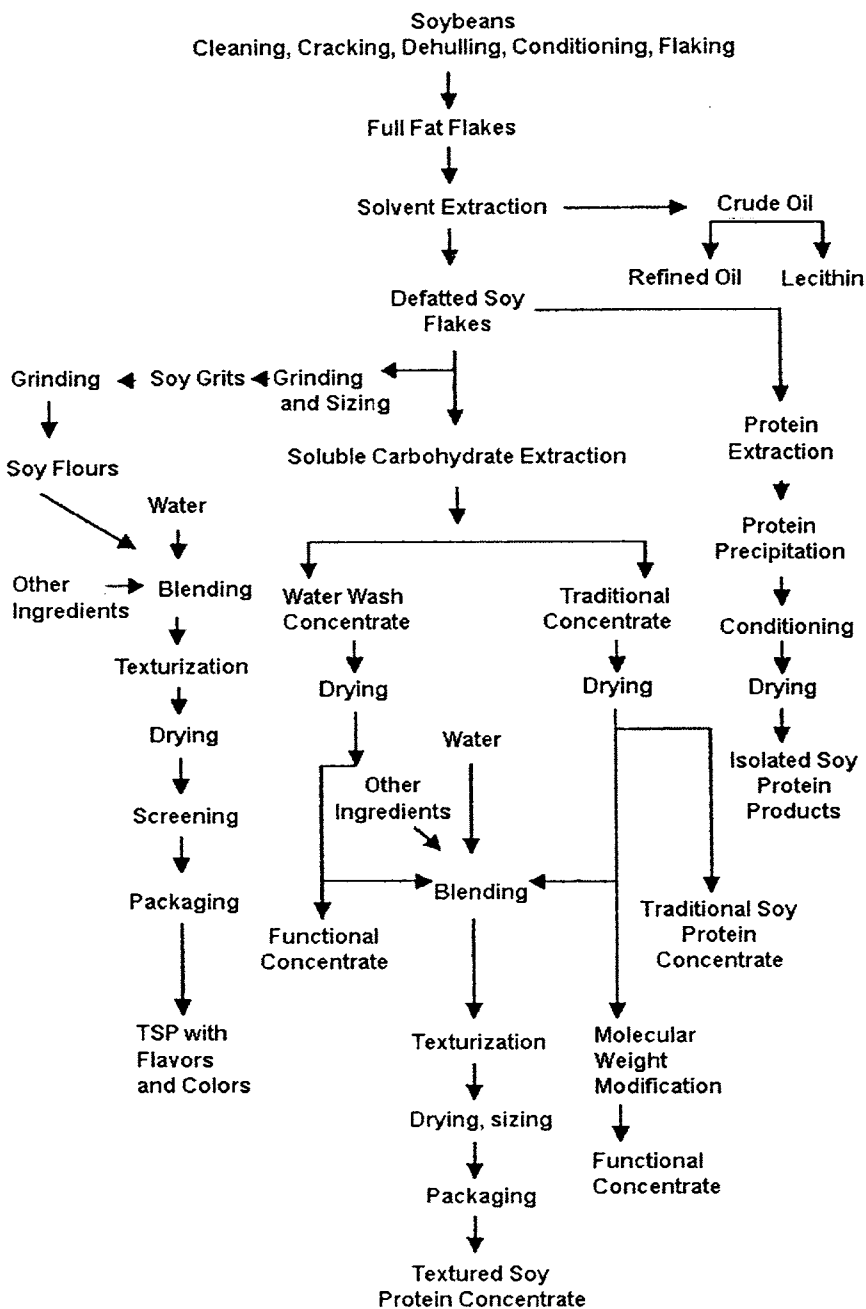 Soybeans
Cleaning, Cracking, Dehulling, Conditioning, Flaking
Full Fat Flakes
Solvent Extraction
Crude Oil
Refined Oil
Lecithin
Defatted Soy
Flakes
Grinding
Soy Grits
Grinding
and Sizing
Soy Flours
Water
Other
Ingredients
Blending
Texturization
Drying
Screening
Packaging
TSP with
Flavors
and Colors
Soluble Carbohydrate Extraction
Water Wash
Concentrate
Drying
Functional
Concentrate
Water
Other
Ingredients
Blending
Texturization
Drying, sizing
Packaging
Textured Soy
Protein Concentrate
Traditional
Concentrate
Drying
Traditional Soy
Protein
Concentrate
Molecular
Weight
Modification
Functional
Concentrate
Protein
Extraction
Protein
Precipitation
Conditioning
Drying
Isolated Soy
Protein
Products